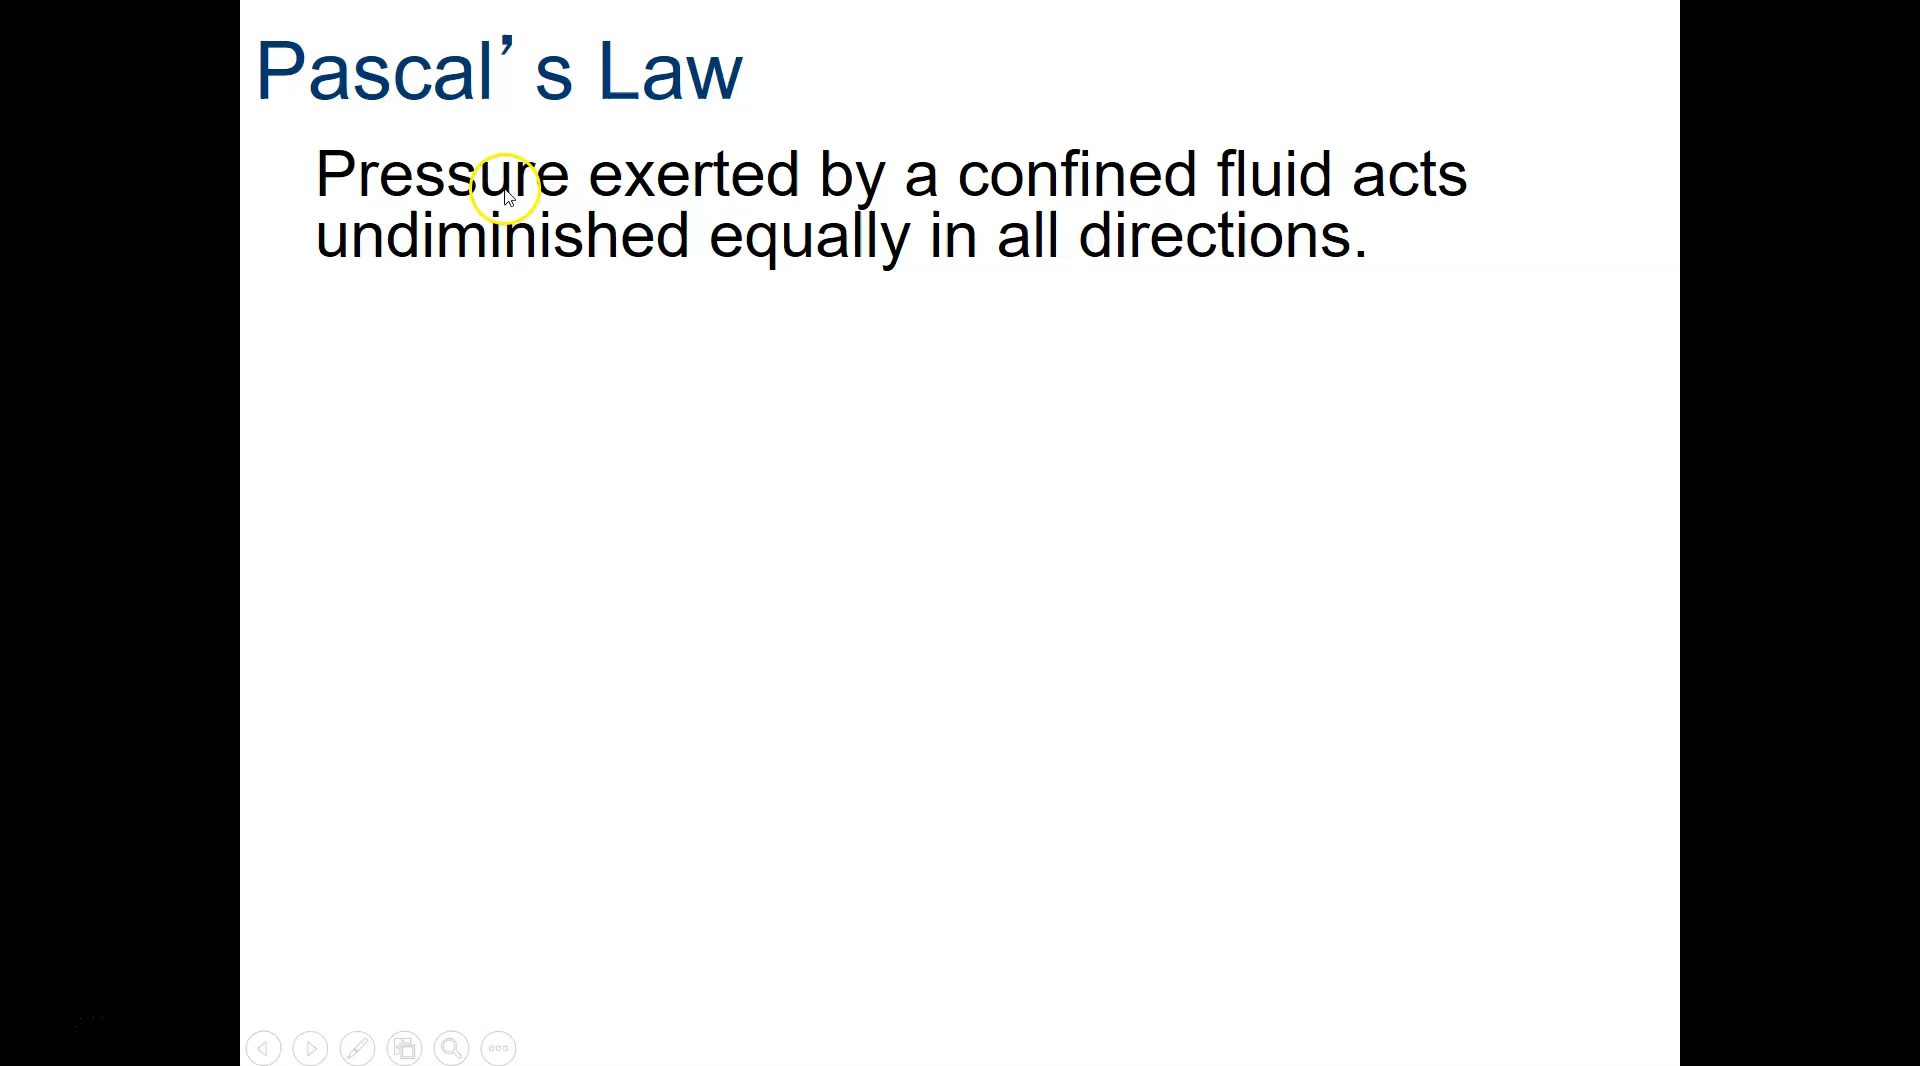 Pascal’s Law
Pressure exerted by a confined fluid acts
undiminished equally in all directions.